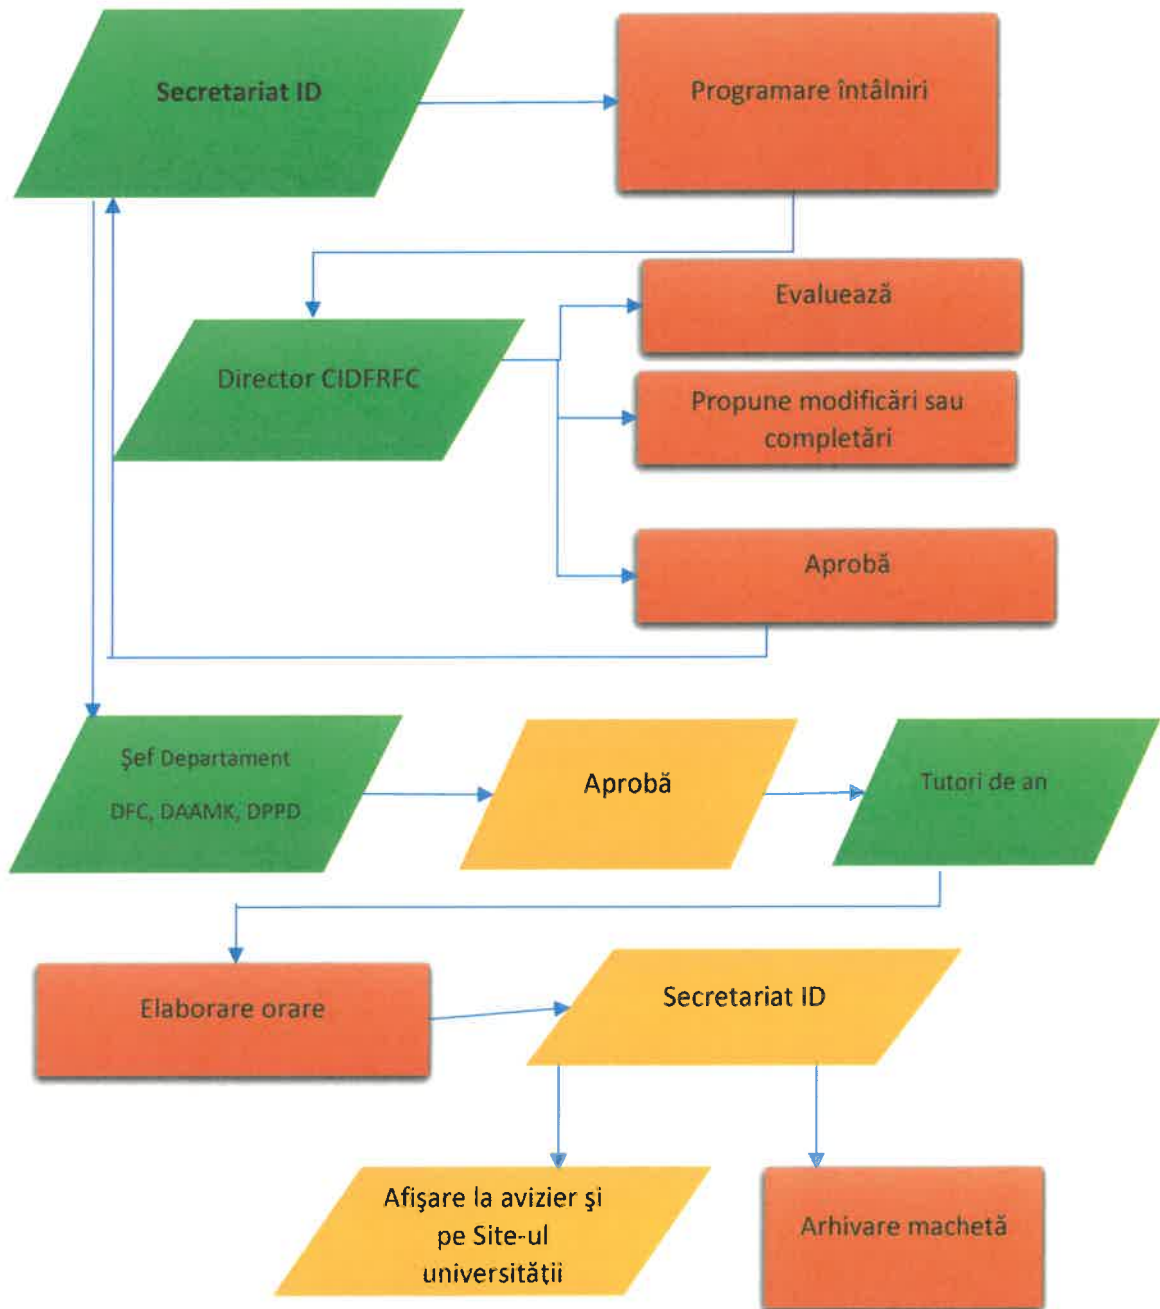 Secretariat ID
Programare întâlniri
Evaluează
Director CIDFRFC
Propune modificări sau
completări
Aprobă
Şef Departament
DFC, DAAMK, DPPD
Aprobă
Tutori de an
Elaborare orare
Secretariat ID
Afişare la avizier şi
pe Site-ul
universităţii
Arhivare machetă